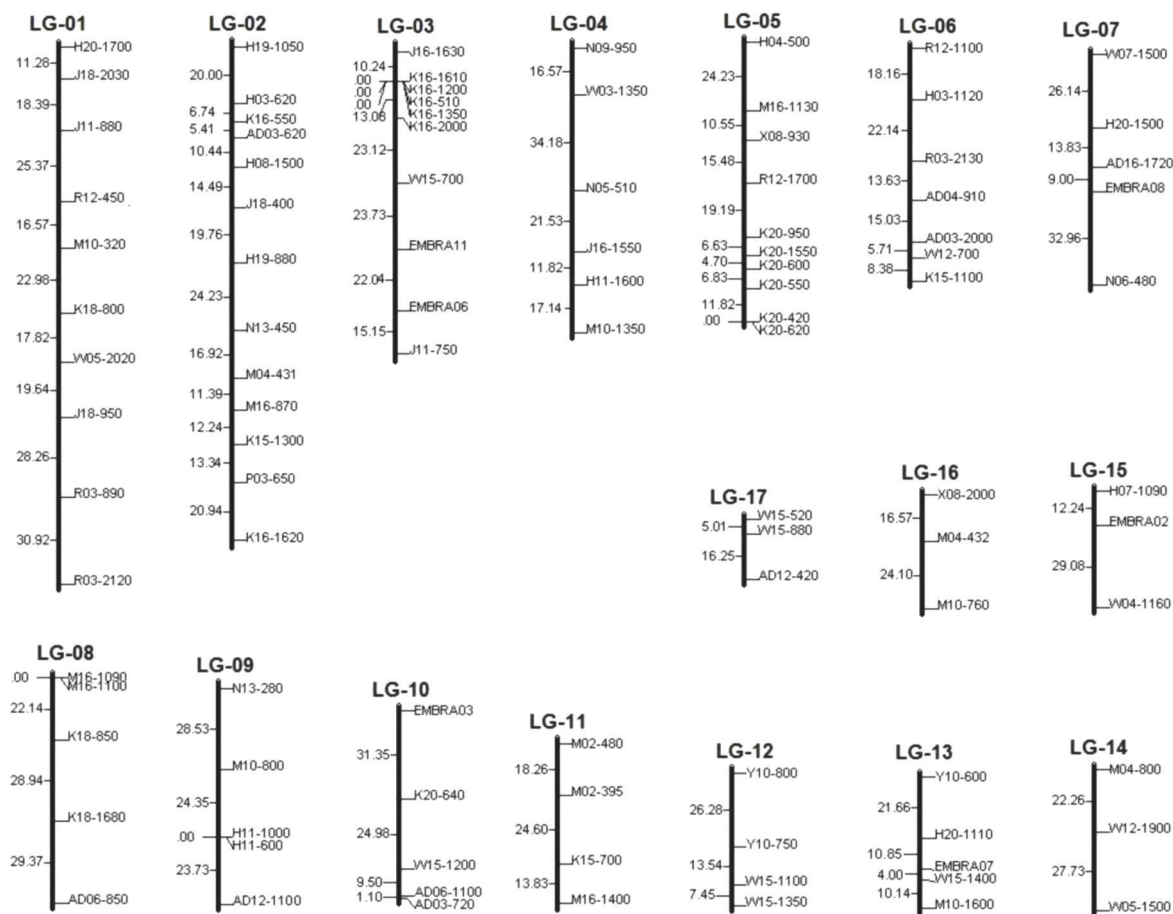 LG-01
H20-1700
11.28
J18-2030
18.39
J11-880
25.37
R12-450
16.57
M10-320
22.98
K18-800
17.82
W05-2020
19.64
J18-950
28.26
R03-890
30.92
R03-2120
LG-02
H19-1050
20.00
H03-620
6.74
K16-550
5.41
AD03-620
10.44
H08-1500
14.49
J18-400
19.76
H19-880
24.23
N13-450
16.92
M04-431
11.39
M16-870
12.24
K15-1300
13.34
P03-650
20.94
K16-1620
LG-03
J16-1630
10.24
K16-1610
.00
K16-1200
.00
K16-510
.00
K16-1350
13.08
K16-2000
23.12
W15-700
23.73
EMBRA11
22.04
EMBRA06
15.15
J11-750
LG-04
N09-950
16.57
W03-1350
34.18
N05-510
21.53
J16-1550
11.82
H11-1600
17.14
M10-1350
LG-05
H04-500
24.23
M16-1130
10.55
X08-930
15.48
R12-1700
19.19
K20-950
6.63
K20-1550
4.70
K20-600
6.83
K20-550
11.82
K20-420
.00
K20-620
LG-06
R12-1100
18.16
H03-1120
22.14
R03-2130
13.63
AD04-910
15.03
AD03-2000
5.71
W12-700
8.38
K15-1100
LG-07
W07-1500
26.14
H20-1500
13.83
AD16-1720
9.00
EMBRA08
32.96
N06-480
LG-17
W15-520
5.01
W15-880
16.25
AD12-420
LG-16
X08-2000
16.57
M04-432
24.10
M10-760
LG-15
H07-1090
12.24
EMBRA02
29.08
W04-1160
LG-08
.00
M16-1090
M16-1100
22.14
K18-850
28.94
K18-1680
29.37
AD06-850
LG-09
N13-280
28.53
M10-800
24.35
H11-1000
.00
H11-600
23.73
AD12-1100
LG-10
EMBRA03
31.35
K20-640
24.98
W15-1200
9.50
AD06-1100
1.10
AD03-720
LG-11
M02-480
18.26
M02-395
24.60
K15-700
13.83
M16-1400
LG-12
Y10-800
26.28
Y10-750
13.54
W15-1100
7.45
W15-1350
LG-13
Y10-600
21.66
H20-1110
10.85
EMBRA07
4.00
W15-1400
10.14
M10-1600
LG-14
M04-800
22.26
W12-1900
27.73
W05-1500